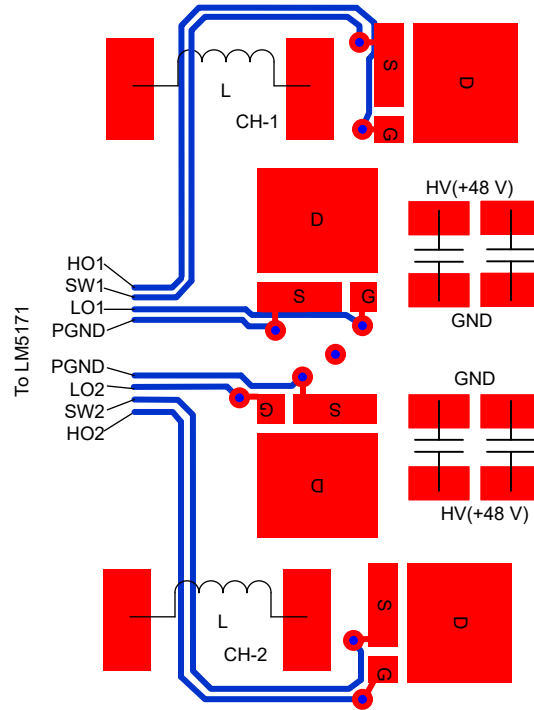 S
D
L
CH-1
G
HV(+48 V)
D
HO1
SW1
LO1
PGND
S
G
GND
To LM5171
PGND
LO2
SW2
HO2
GND
G
S
D
HV(+48 V)
S
D
L
CH-2
G